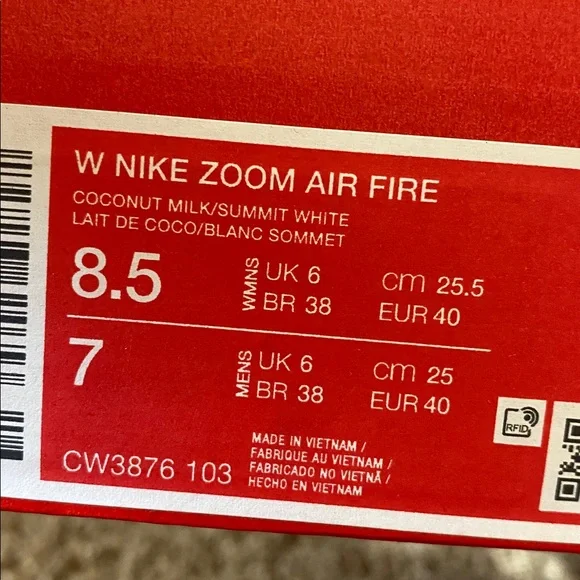 W NIKE ZOOM AIR FIRE
COCONUT MILK/SUMMIT WHITE
LAIT DE COCO/BLANC SOMMET
8.5 WMNS UK 6 cm 25.5
BR 38 EUR 40
7 MENS UK 6 cm 25
BR 38 EUR 40
RFID
CW3876 103
MADE IN VIETNAM /
FABRIQUE AU VIETNAM /
FABRICADO NO VIETNÃ /
HECHO EN VIETNAM